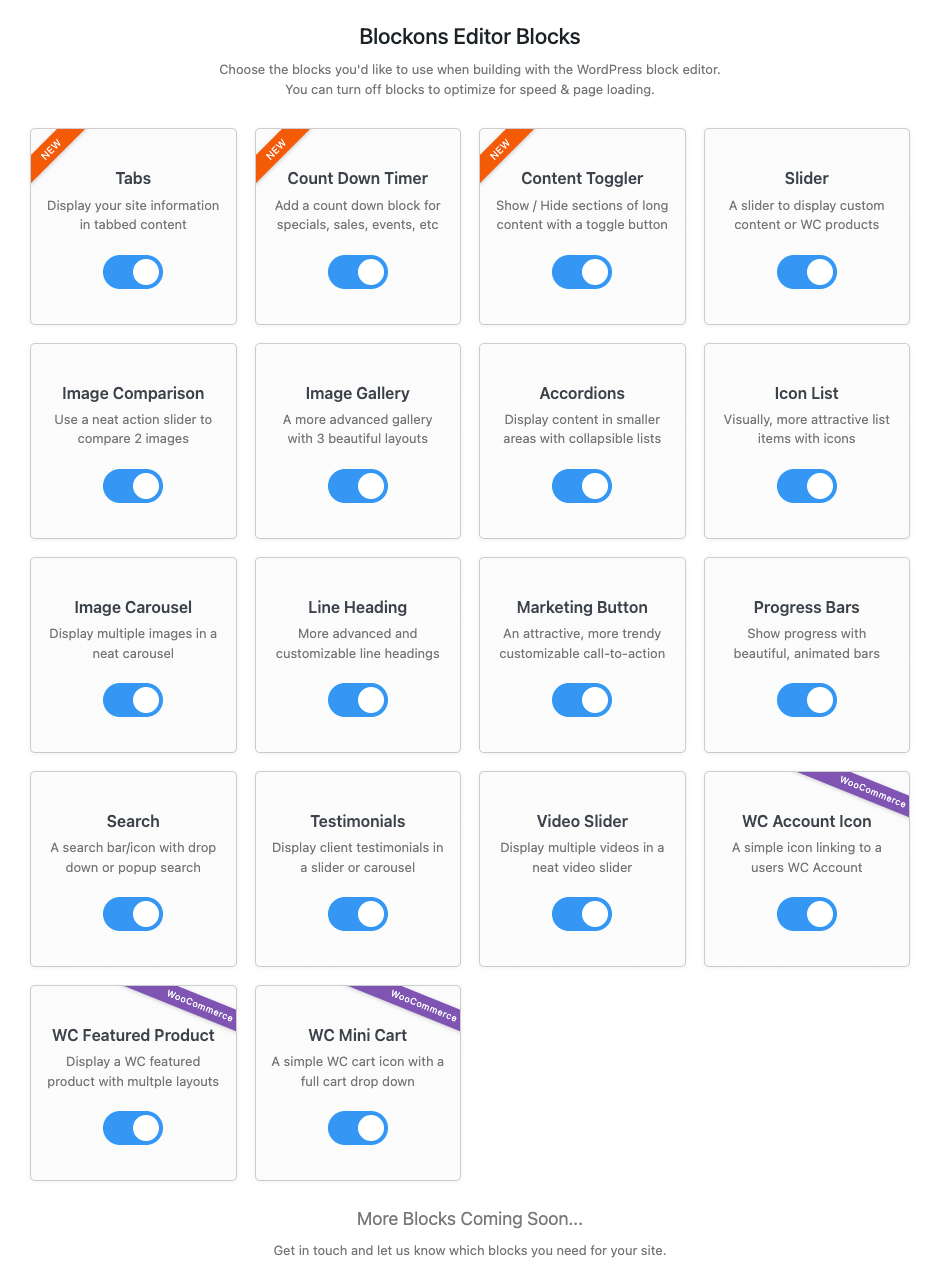 Blockons Editor Blocks
Choose the blocks you'd like to use when building with the WordPress block editor.
You can turn off blocks to optimize for speed & page loading.
NEW
Tabs
Display your site information
in tabbed content
NEW
Count Down Timer
Add a count down block for
specials, sales, events, etc
NEW
Content Toggler
Show / Hide sections of long
content with a toggle button
Slider
A slider to display custom
content or WC products
Image Comparison
Use a neat action slider to
compare 2 images
Image Gallery
A more advanced gallery
with 3 beautiful layouts
Accordions
Display content in smaller
areas with collapsible lists
Icon List
Visually, more attractive list
items with icons
Image Carousel
Display multiple images in a
neat carousel
Line Heading
More advanced and
customizable line headings
Marketing Button
An attractive, more trendy
customizable call-to-action
Progress Bars
Show progress with
beautiful, animated bars
Search
A search bar/icon with drop
down or popup search
Testimonials
Display client testimonials in
a slider or carousel
Video Slider
Display multiple videos in a
neat video slider
WooCommerce
WC Account Icon
A simple icon linking to a
users WC Account
WooCommerce
WC Featured Product
Display a WC featured
product with multple layouts
WooCommerce
WC Mini Cart
A simple WC cart icon with a
full cart drop down
More Blocks Coming Soon...
Get in touch and let us know which blocks you need for your site.